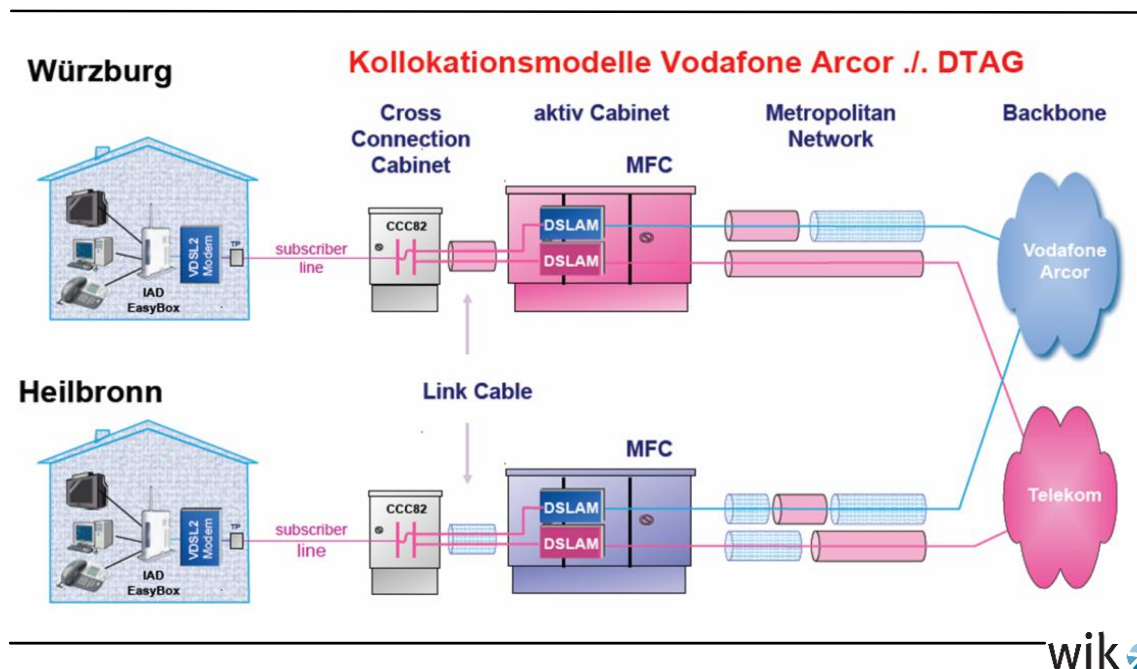 Würzburg
Kollokationsmodelle Vodafone Arcor ./. DTAG
Cross
Connection
Cabinet
aktiv Cabinet
Metropolitan
Network
Backbone
MFC
CCC82
DSLAM
DSLAM
VDSL2
Modem
TP
subscriber
line
IAD
EasyBox
Vodafone
Arcor
Heilbronn
Link Cable
MFC
CCC82
DSLAM
DSLAM
VDSL2
Modem
TP
subscriber
line
IAD
EasyBox
Telekom
wik